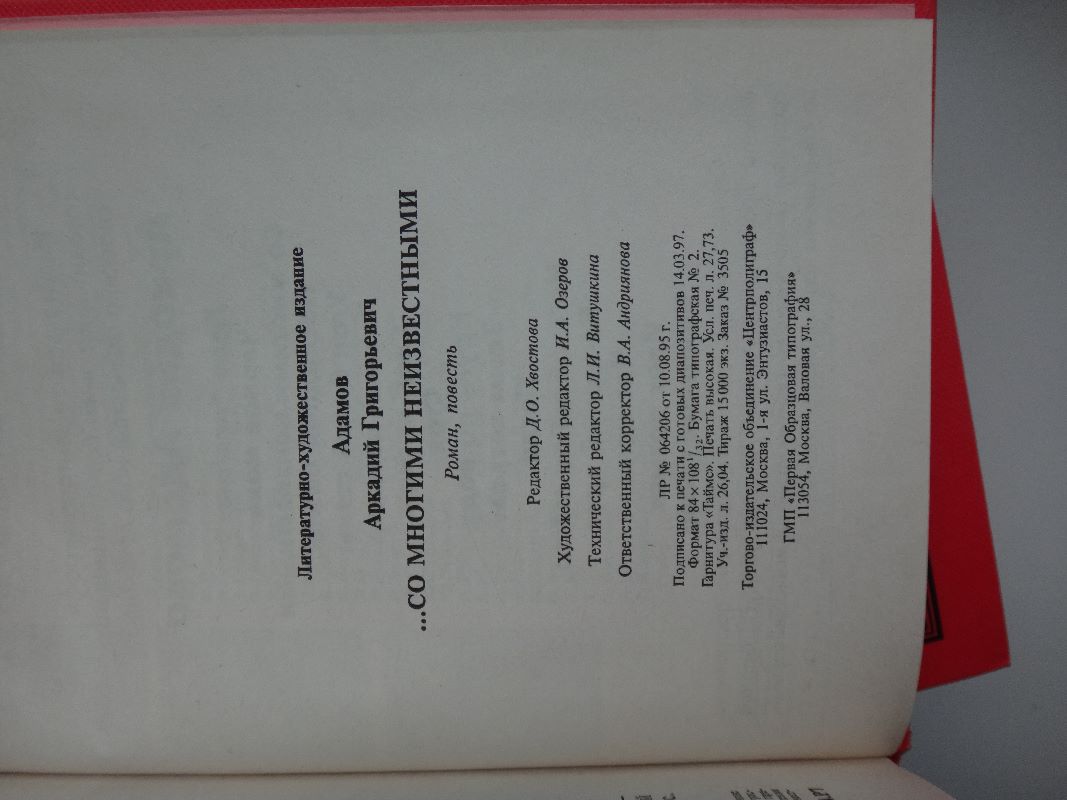 Литературно-художественное издание
Адамов
Аркадий Григорьевич
...СО МНОГИМИ НЕИЗВЕСТНЫМИ
Роман, повесть
Редактор Д.О. Хвостова
Художественный редактор И.А. Озеров
Технический редактор Л.И. Витушкина
Ответственный корректор В.А. Андриянова
ЛР № 064206 от 10.08.95 г.
Подписано к печати с готовых диапозитивов 14.03.97.
Формат 84×108¹/₃₂. Бумага типографская № 2.
Гарнитура «Таймс». Печать высокая. Усл. печ. л. 27,73.
Уч.-изд. л. 26,04. Тираж 15 000 экз. Заказ № 3505
Торгово-издательское объединение «Центрполиграф»
111024, Москва, 1-я ул. Энтузиастов, 15
ГМП «Первая Образцовая типография»
113054, Москва, Валовая ул., 28